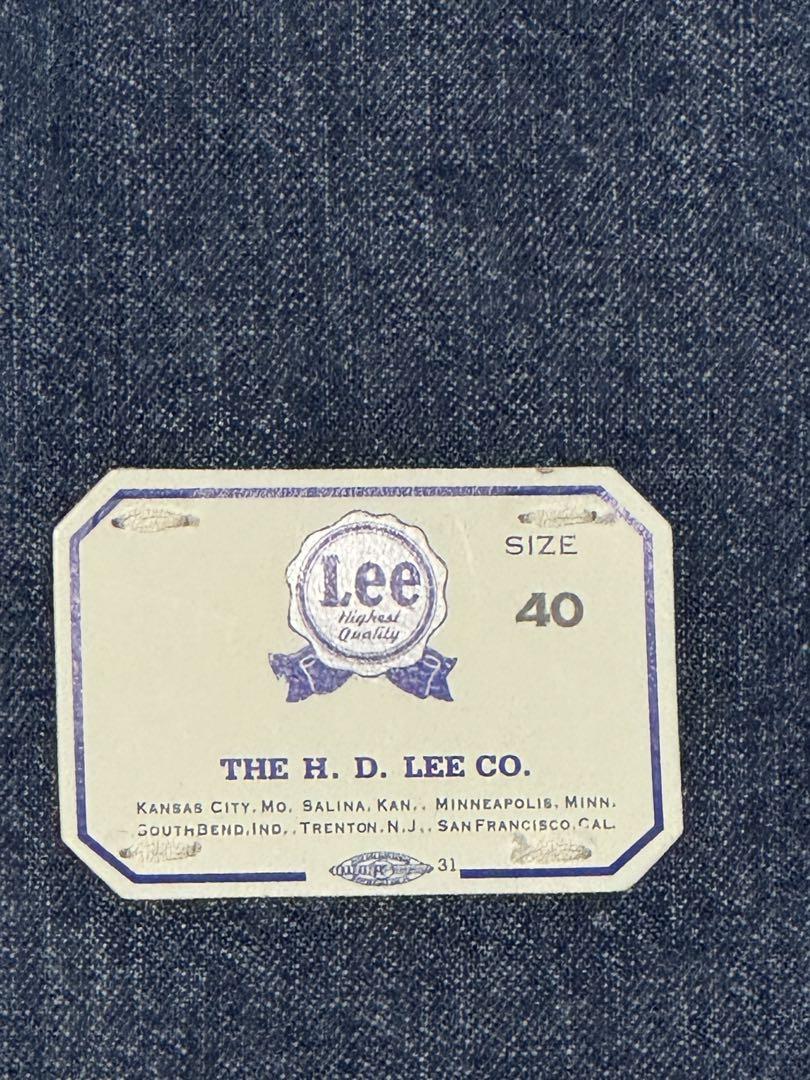 SIZE
40
Lee
Highest
Quality
THE H. D. LEE CO.
KANSAS CITY, MO. SALINA, KAN., MINNEAPOLIS, MINN.
SOUTH BEND, IND., TRENTON, N.J., SAN FRANCISCO, CAL.
31